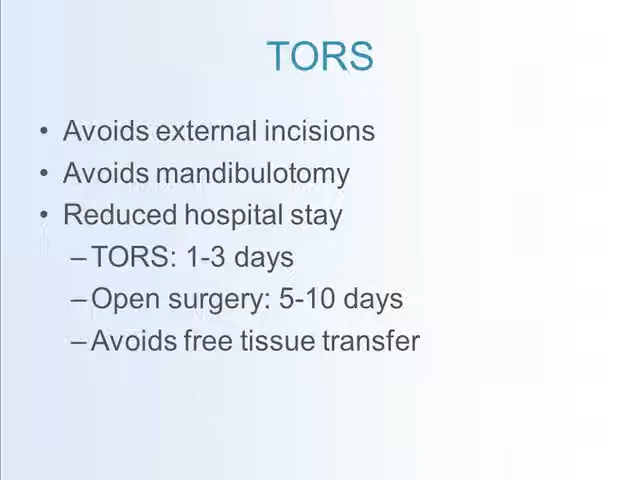 TORS
• Avoids external incisions
• Avoids mandibulotomy
• Reduced hospital stay
–TORS: 1-3 days
–Open surgery: 5-10 days
–Avoids free tissue transfer